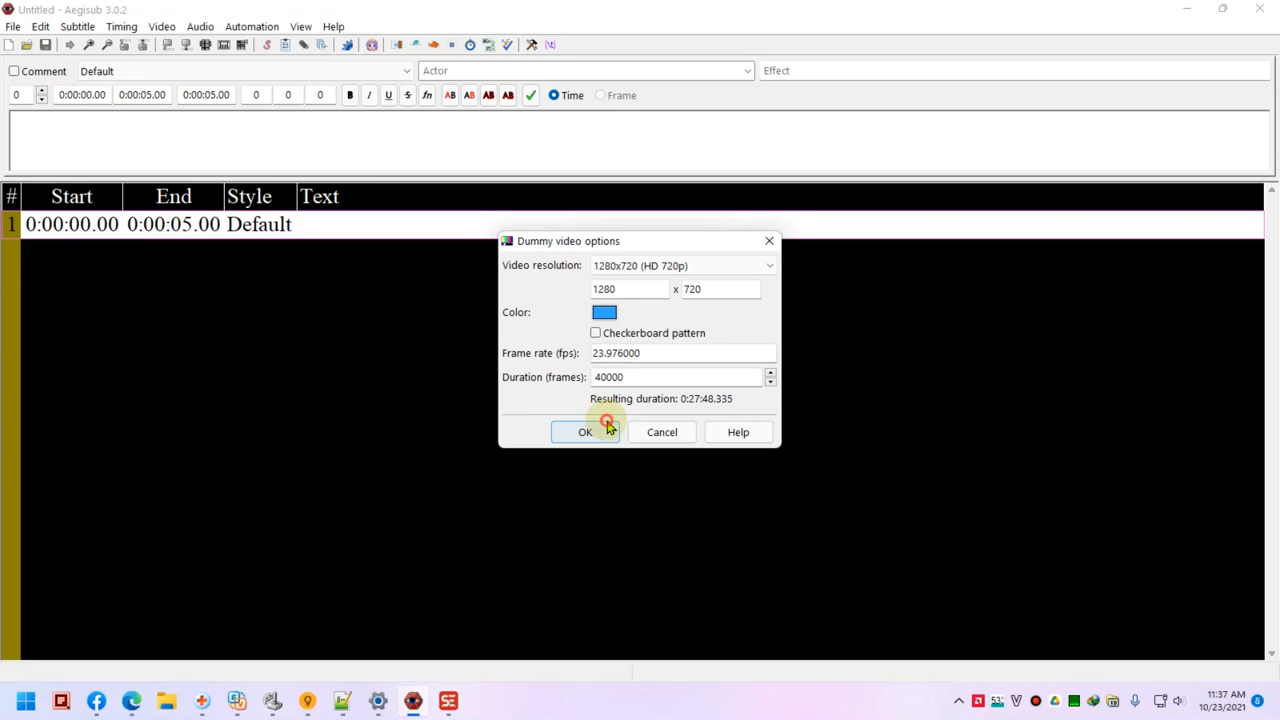 Untitled - Aegisub 3.0.2
File Edit Subtitle Timing Video Audio Automation View Help
Comment Default Actor Effect
0 0:00:00.00 0:00:05.00 0:00:05.00 0 0 0 B I U S fn AB AB AB AB Time Frame
# Start End Style Text
1 0:00:00.00 0:00:05.00 Default
Dummy video options
Video resolution: 1280x720 (HD 720p)
1280 x 720
Color:
Checkerboard pattern
Frame rate (fps): 23.976000
Duration (frames): 40000
Resulting duration: 0:27:48.335
OK Cancel Help
SE 53° 11:37 AM
10/23/2021 8